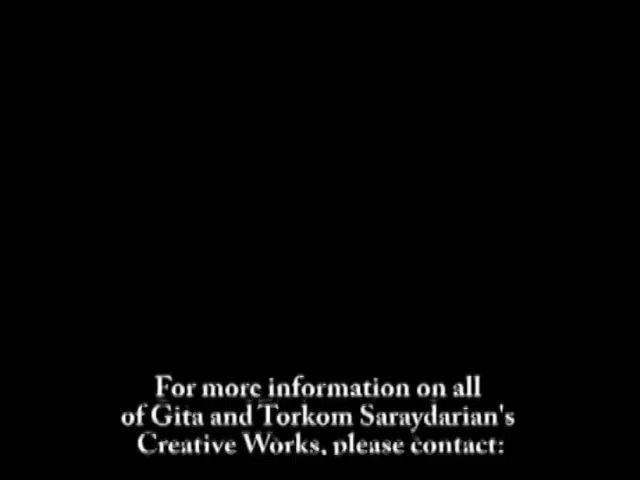 For more information on all
of Gita and Torkom Saraydarian's
Creative Works, please contact: